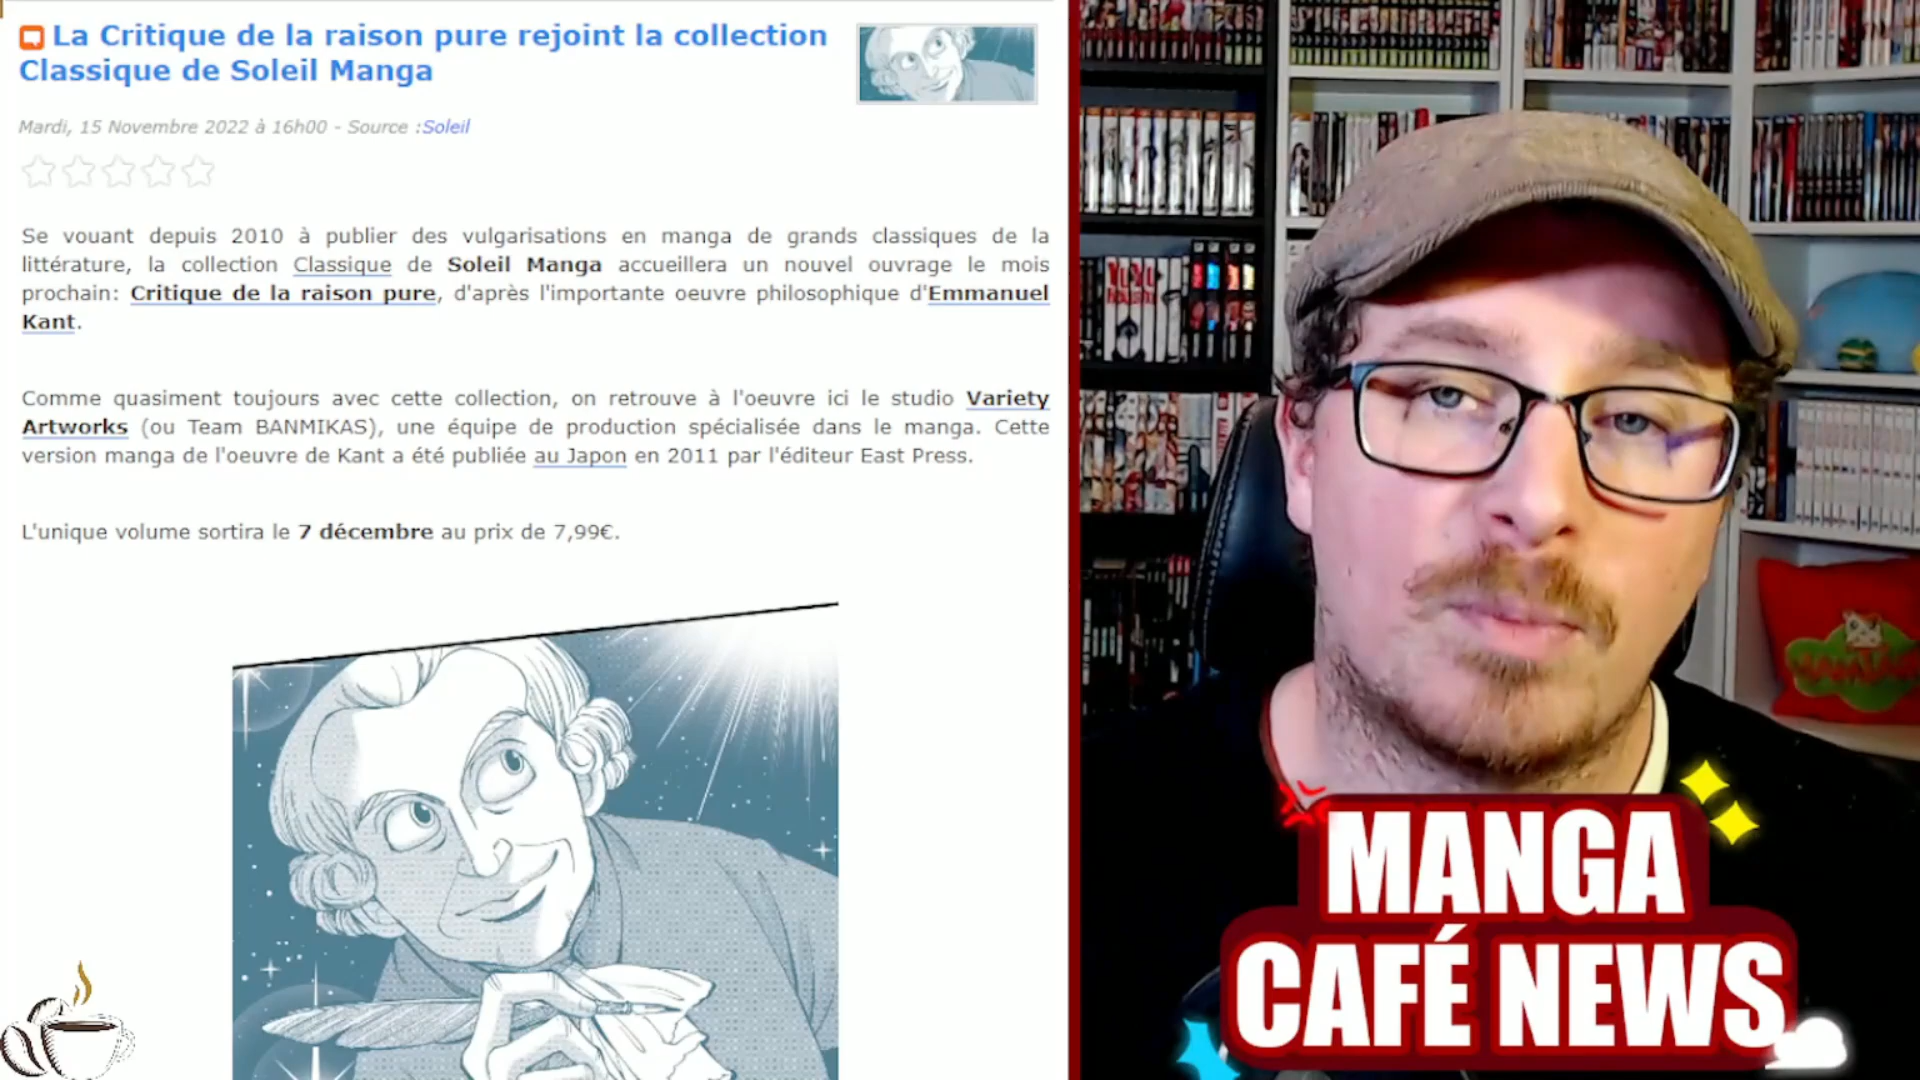 La Critique de la raison pure rejoint la collection
Classique de Soleil Manga
Mardi, 15 Novembre 2022 à 16h00 - Source :Soleil
Se vouant depuis 2010 à publier des vulgarisations en manga de grands classiques de la
littérature, la collection Classique de Soleil Manga accueillera un nouvel ouvrage le mois
prochain: Critique de la raison pure, d'après l'importante oeuvre philosophique d'Emmanuel
Kant.
Comme quasiment toujours avec cette collection, on retrouve à l'oeuvre ici le studio Variety
Artworks (ou Team BANMIKAS), une équipe de production spécialisée dans le manga. Cette
version manga de l'oeuvre de Kant a été publiée au Japon en 2011 par l'éditeur East Press.
L'unique volume sortira le 7 décembre au prix de 7,99€.
MANGA
CAFÉ NEWS